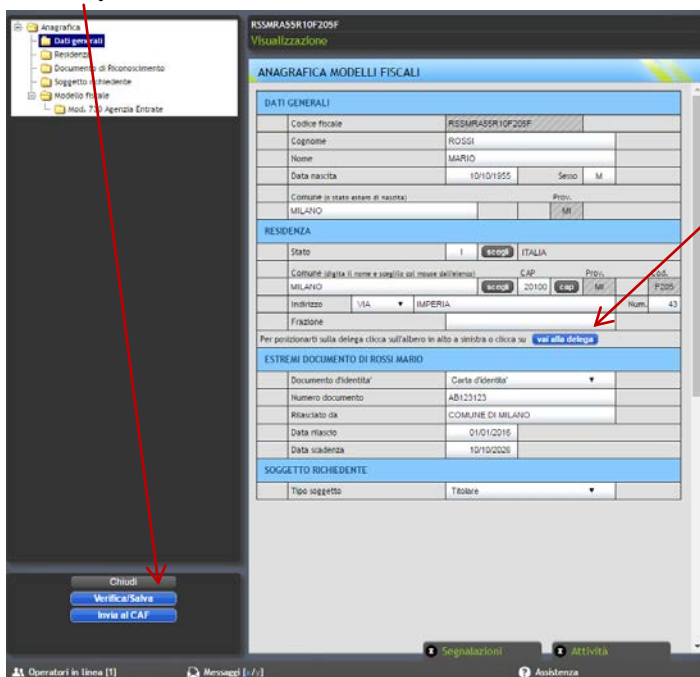 Anagrafica
Dati generali
Residenza
Documento di Riconoscimento
Soggetto richiedente
Modello fiscale
Mod. 730 Agenzia Entrate
Chiudi
Verifica/Salva
Invia al CAF
RSSMRA55R10F205F
Visualizzazione
ANAGRAFICA MODELLI FISCALI
DATI GENERALI
Codice fiscale RSSMRA55R10F205F
Cognome ROSSI
Nome MARIO
Data nascita 10/10/1955 Sesso M
Comune (o stato estero di nascita) Prov.
MILANO MI
RESIDENZA
Stato I scegli ITALIA
Comune (digita il nome e sceglilo col mouse dall'elenco) CAP Prov. Cod.
MILANO scegli 20100 cap MI F205
Indirizzo VIA IMPERIA Num. 43
Frazione
Per posizionarti sulla delega clicca sull'albero in alto a sinistra o clicca su vai alla delega
ESTREMI DOCUMENTO DI ROSSI MARIO
Documento d'identita' Carta d'identita'
Numero documento AB123123
Rilasciato da COMUNE DI MILANO
Data rilascio 01/01/2016
Data scadenza 10/10/2026
SOGGETTO RICHIEDENTE
Tipo soggetto Titolare
Segnalazioni Attività
Operatori in linea [1] Messaggi Assistenza